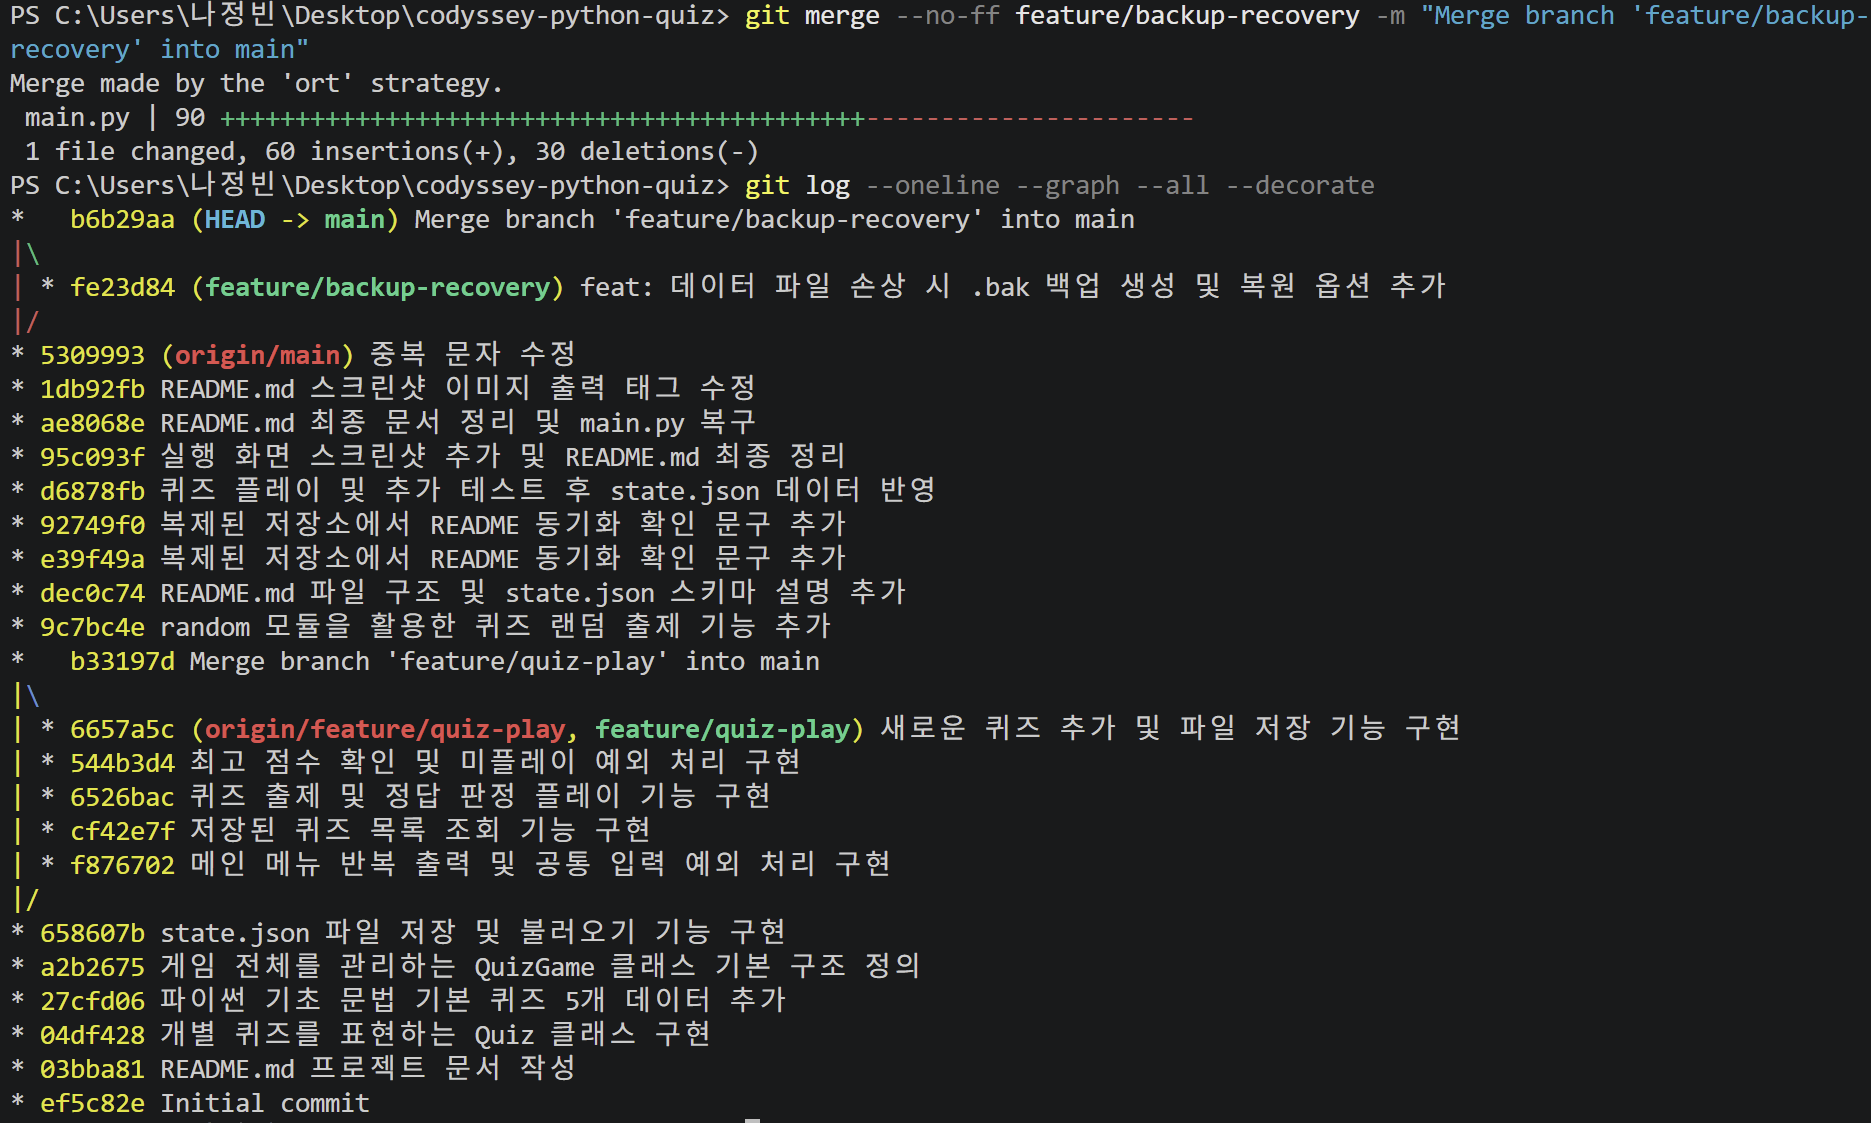 PS C:\Users\나정빈\Desktop\codyssey-python-quiz> git merge --no-ff feature/backup-recovery -m "Merge branch 'feature/backup-
recovery' into main"
Merge made by the 'ort' strategy.
 main.py | 90 +++++++++++++++++++++++++++++++++++++++++++----------------------
 1 file changed, 60 insertions(+), 30 deletions(-)
PS C:\Users\나정빈\Desktop\codyssey-python-quiz> git log --oneline --graph --all --decorate
*   b6b29aa (HEAD -> main) Merge branch 'feature/backup-recovery' into main
|\
| * fe23d84 (feature/backup-recovery) feat: 데이터 파일 손상 시 .bak 백업 생성 및 복원 옵션 추가
|/
* 5309993 (origin/main) 중복 문자 수정
* 1db92fb README.md 스크린샷 이미지 출력 태그 수정
* ae8068e README.md 최종 문서 정리 및 main.py 복구
* 95c093f 실행 화면 스크린샷 추가 및 README.md 최종 정리
* d6878fb 퀴즈 플레이 및 추가 테스트 후 state.json 데이터 반영
* 92749f0 복제된 저장소에서 README 동기화 확인 문구 추가
* e39f49a 복제된 저장소에서 README 동기화 확인 문구 추가
* dec0c74 README.md 파일 구조 및 state.json 스키마 설명 추가
* 9c7bc4e random 모듈을 활용한 퀴즈 랜덤 출제 기능 추가
*   b33197d Merge branch 'feature/quiz-play' into main
|\
| * 6657a5c (origin/feature/quiz-play, feature/quiz-play) 새로운 퀴즈 추가 및 파일 저장 기능 구현
| * 544b3d4 최고 점수 확인 및 미플레이 예외 처리 구현
| * 6526bac 퀴즈 출제 및 정답 판정 플레이 기능 구현
| * cf42e7f 저장된 퀴즈 목록 조회 기능 구현
| * f876702 메인 메뉴 반복 출력 및 공통 입력 예외 처리 구현
|/
* 658607b state.json 파일 저장 및 불러오기 기능 구현
* a2b2675 게임 전체를 관리하는 QuizGame 클래스 기본 구조 정의
* 27cfd06 파이썬 기초 문법 기본 퀴즈 5개 데이터 추가
* 04df428 개별 퀴즈를 표현하는 Quiz 클래스 구현
* 03bba81 README.md 프로젝트 문서 작성
* ef5c82e Initial commit